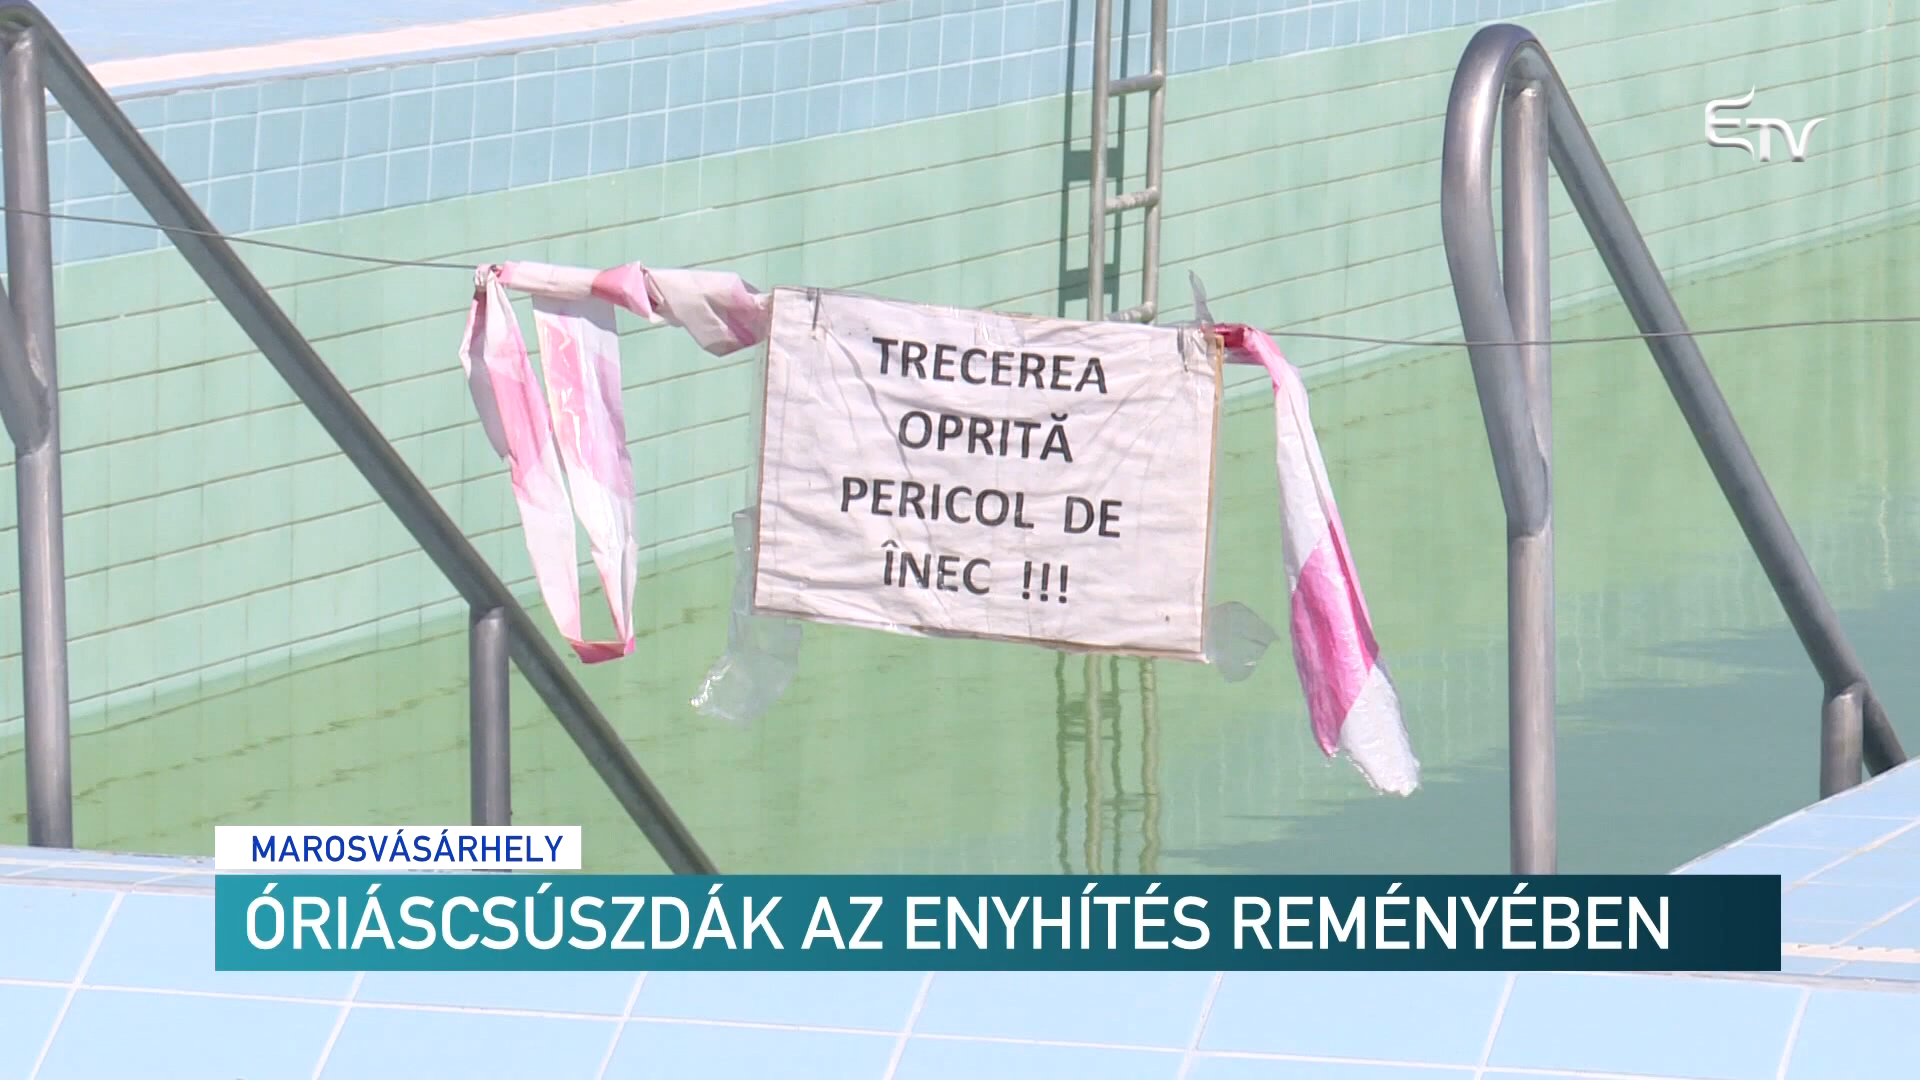 ETV
TRECEREA
OPRITĂ
PERICOL DE
ÎNEC !!!
MAROSVÁSÁRHELY
ÓRIÁSCSÚSZDÁK AZ ENYHÍTÉS REMÉNYÉBEN